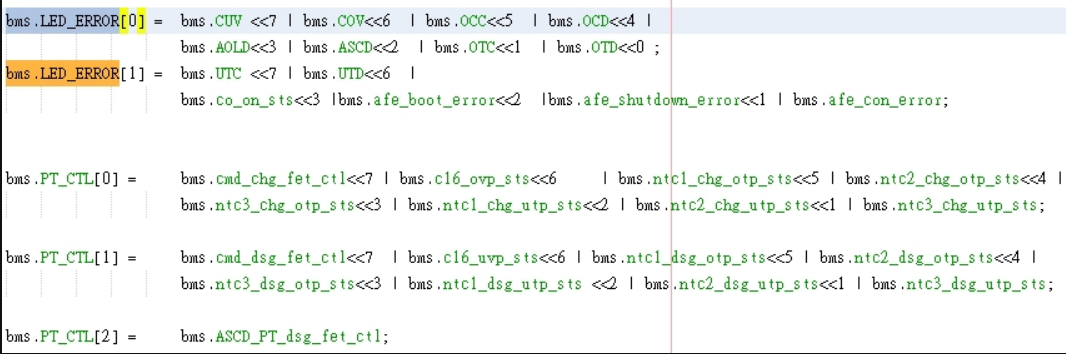 bms.LED_ERROR[0] = bms.CUV <<7 | bms.COV<<6 | bms.OCC<<5 | bms.OCD<<4 |
bms.AOLD<<3 | bms.ASCD<<2 | bms.OTC<<1 | bms.OTD<<0 ;
bms.LED_ERROR[1] = bms.UTC <<7 | bms.UTD<<6 |
bms.co_on_sts<<3 |bms.afe_boot_error<<2 |bms.afe_shutdown_error<<1 | bms.afe_con_error;
bms.PT_CTL[0] = bms.cmd_chg_fet_ctl<<7 | bms.c16_ovp_sts<<6 | bms.ntc1_chg_otp_sts<<5 | bms.ntc2_chg_otp_sts<<4 |
bms.ntc3_chg_otp_sts<<3 | bms.ntc1_chg_utp_sts<<2 | bms.ntc2_chg_utp_sts<<1 | bms.ntc3_chg_utp_sts;
bms.PT_CTL[1] = bms.cmd_dsg_fet_ctl<<7 | bms.c16_uvp_sts<<6 | bms.ntc1_dsg_otp_sts<<5 | bms.ntc2_dsg_otp_sts<<4 |
bms.ntc3_dsg_otp_sts<<3 | bms.ntc1_dsg_utp_sts <<2 | bms.ntc2_dsg_utp_sts<<1 | bms.ntc3_dsg_utp_sts;
bms.PT_CTL[2] = bms.ASCD_PT_dsg_fet_ctl;